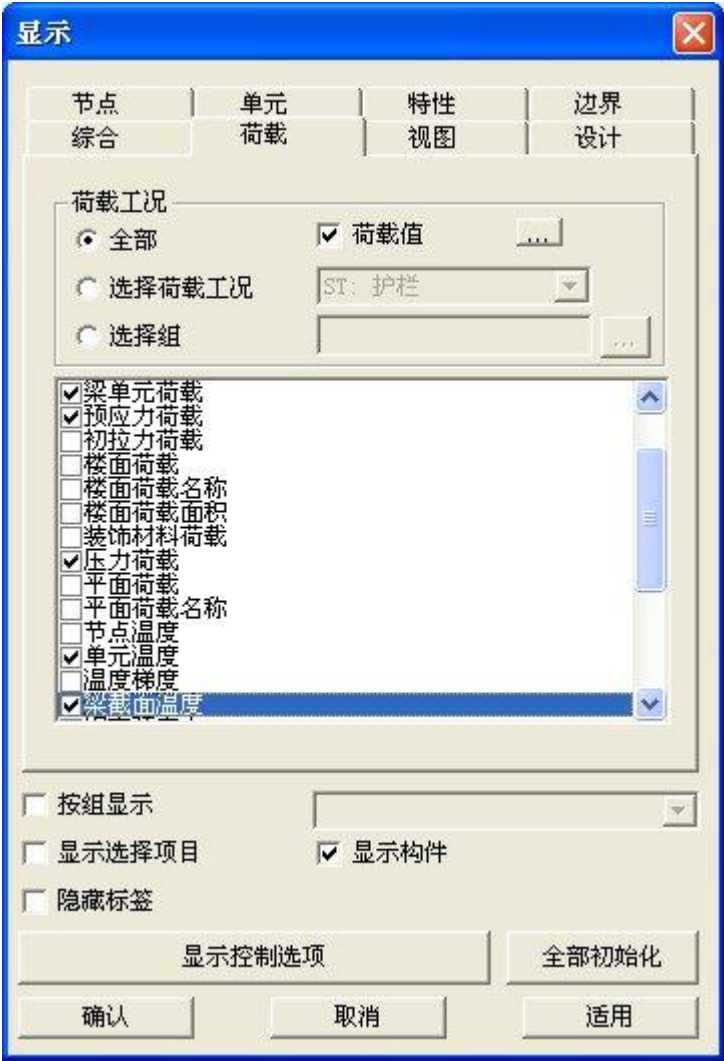 显示
节点 单元 特性 边界
综合 荷载 视图 设计
荷载工况
全部 荷载值 ...
选择荷载工况 ST: 护栏
选择组 ...
梁单元荷载
预应力荷载
初拉力荷载
楼面荷载
楼面荷载名称
楼面荷载面积
装饰材料荷载
压力荷载
平面荷载
平面荷载名称
节点温度
单元温度
温度梯度
梁截面温度
按组显示
显示选择项目 显示构件
隐藏标签
显示控制选项 全部初始化
确认 取消 适用